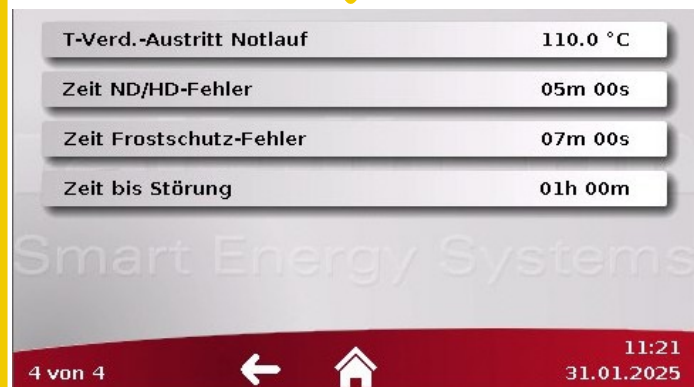 T-Verd.-Austritt Notlauf 110.0 °C
Zeit ND/HD-Fehler 05m 00s
Zeit Frostschutz-Fehler 07m 00s
Zeit bis Störung 01h 00m
Smart Energy Systems
11:21
4 von 4 31.01.2025